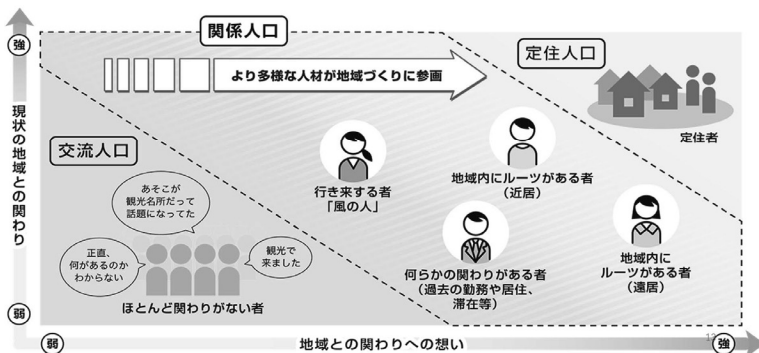 強
関係人口
定住人口
より多様な人材が地域づくりに参画
現状の地域との関わり
定住者
交流人口
あそこが
観光名所だって
話題になってた
行き来する者
「風の人」
地域内にルーツがある者
（近居）
正直、
何があるのか
わからない
観光で
来ました
何らかの関わりがある者
（過去の勤務や居住、
滞在等）
地域内に
ルーツがある者
（遠居）
ほとんど関わりがない者
弱
弱
地域との関わりへの想い
強